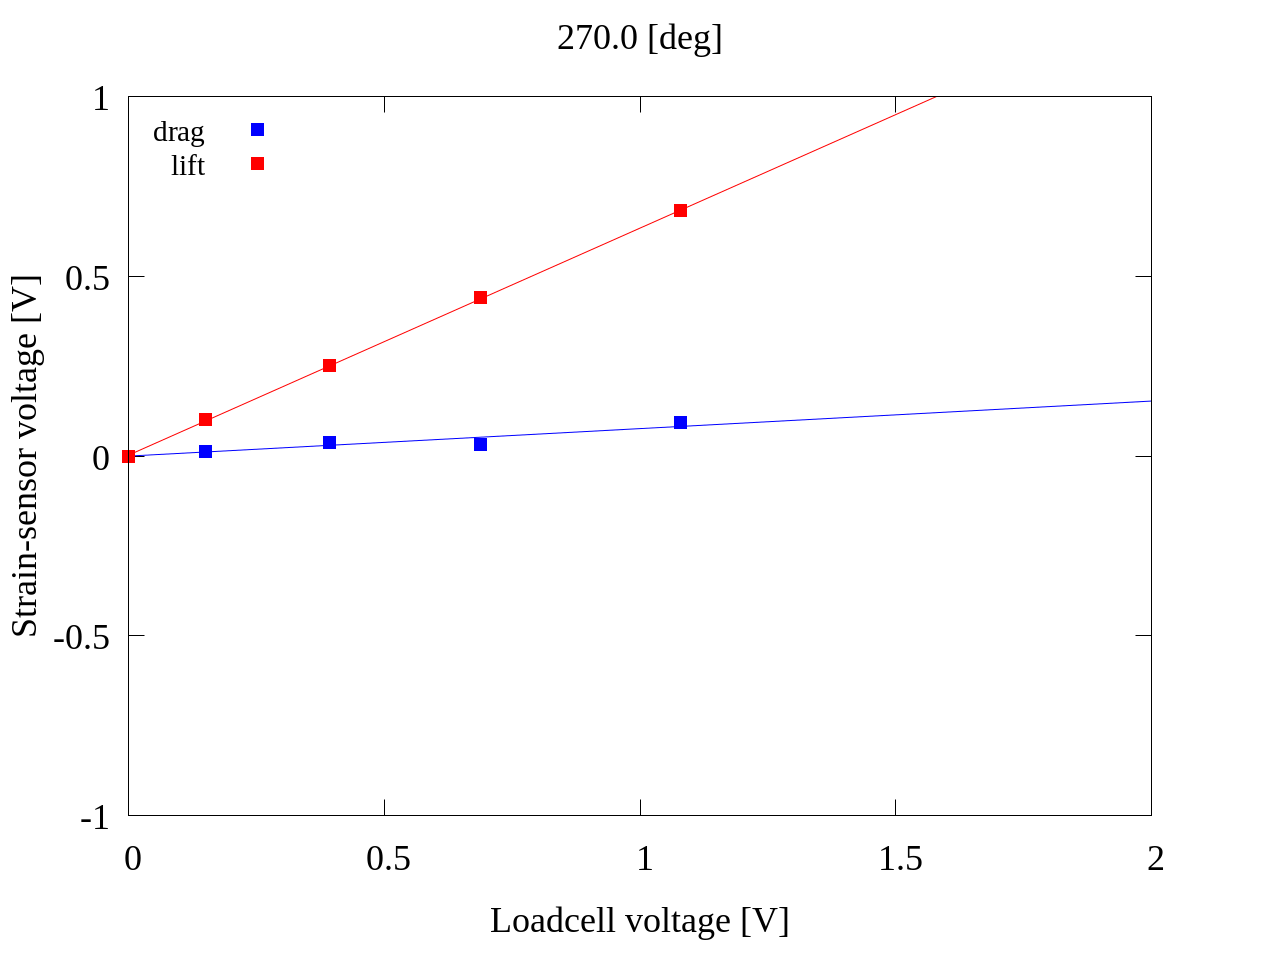 270.0 [deg]
drag
lift
1
0.5
0
-0.5
-1
Strain-sensor voltage [V]
0 0.5 1 1.5 2
Loadcell voltage [V]